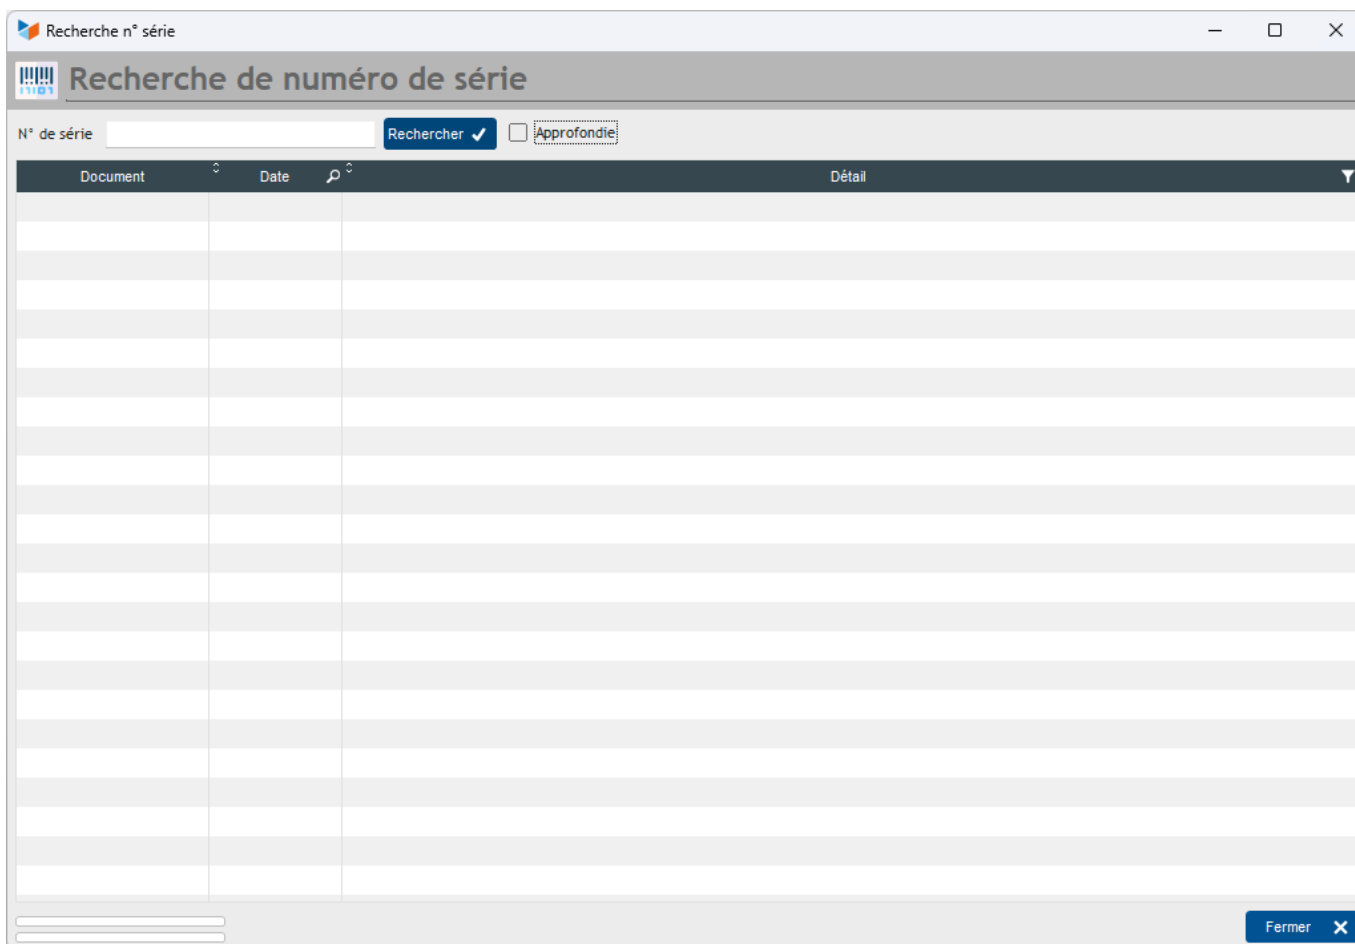 Recherche n° série
Recherche de numéro de série
N° de série Rechercher Approfondie
Document Date Détail
Fermer